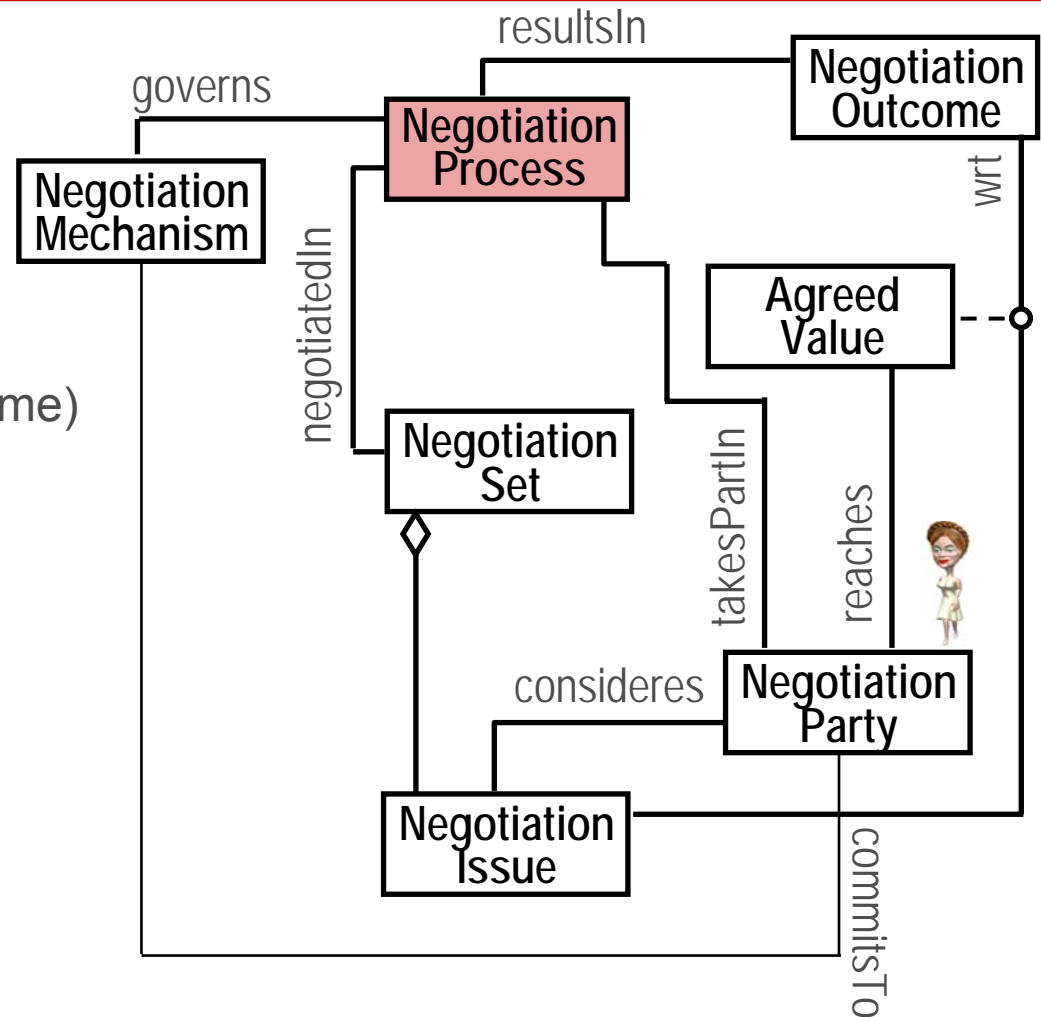 resultsIn
governs
Negotiation
Outcome
Negotiation
Process
wrt
Negotiation
Mechanism
negotiatedIn
Agreed
Value
me)
Negotiation
Set
takesPartIn
reaches
consideres
Negotiation
Party
Negotiation
Issue
commitsTo